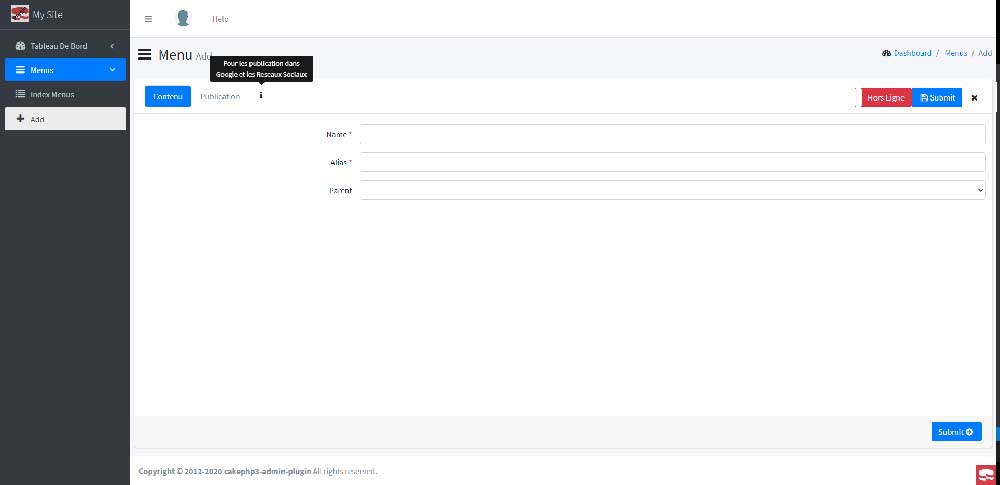 My Site
Help
Tableau De Bord
Menus
Index Menus
Add
Menu Add
Dashboard / Menus / Add
Pour les publication dans
Google et les Reseaux Sociaux
Contenu Publication
Hors Ligne Submit
Name *
Alias *
Parent
Submit
Copyright © 2012-2020 cakephp3-admin-plugin All rights reserved.